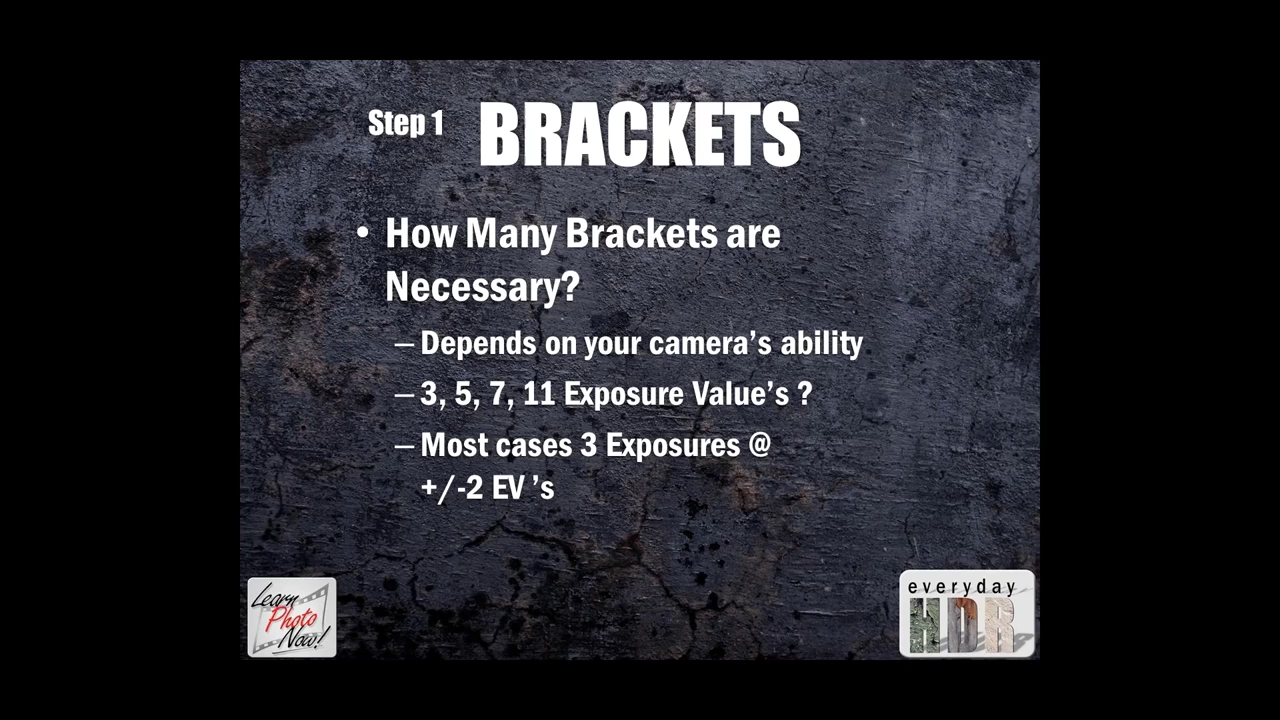 Step 1 BRACKETS
• How Many Brackets are
Necessary?
– Depends on your camera’s ability
– 3, 5, 7, 11 Exposure Value’s ?
– Most cases 3 Exposures @
+/-2 EV ’s
Learn
Photo
Now!
everyday
HDR